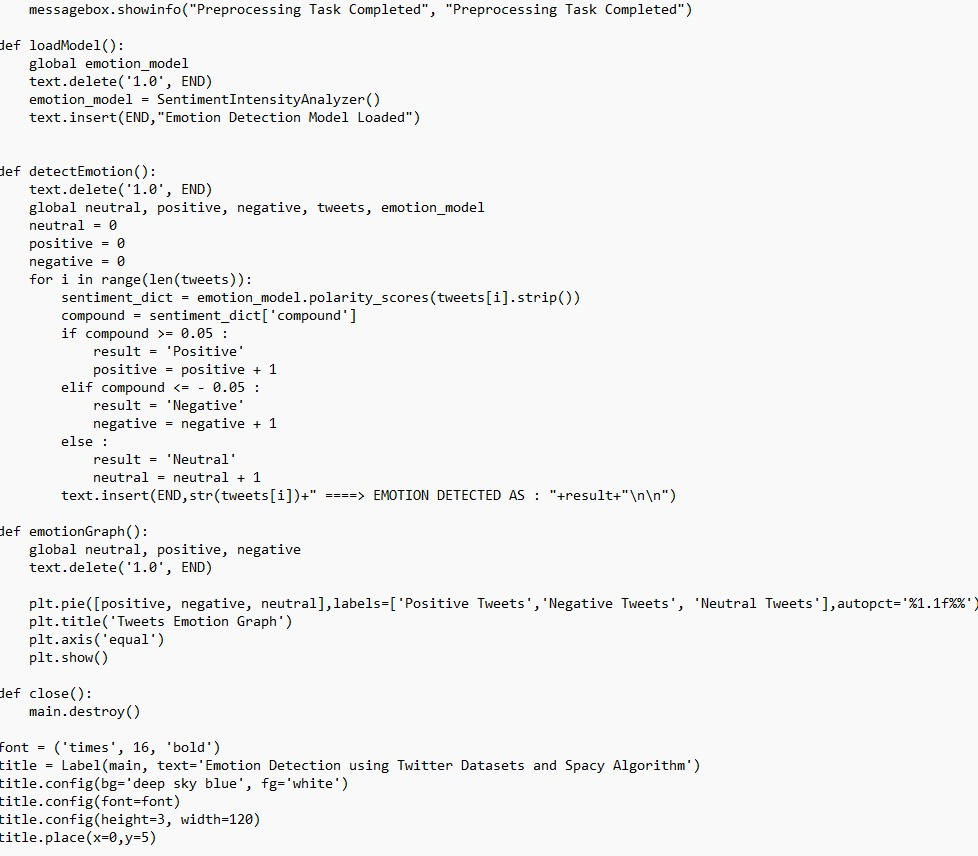 messagebox.showinfo("Preprocessing Task Completed", "Preprocessing Task Completed")

def loadModel():
    global emotion_model
    text.delete('1.0', END)
    emotion_model = SentimentIntensityAnalyzer()
    text.insert(END,"Emotion Detection Model Loaded")


def detectEmotion():
    text.delete('1.0', END)
    global neutral, positive, negative, tweets, emotion_model
    neutral = 0
    positive = 0
    negative = 0
    for i in range(len(tweets)):
        sentiment_dict = emotion_model.polarity_scores(tweets[i].strip())
        compound = sentiment_dict['compound']
        if compound >= 0.05 :
            result = 'Positive'
            positive = positive + 1
        elif compound <= - 0.05 :
            result = 'Negative'
            negative = negative + 1
        else :
            result = 'Neutral'
            neutral = neutral + 1
        text.insert(END,str(tweets[i])+" ====> EMOTION DETECTED AS : "+result+"\n\n")

def emotionGraph():
    global neutral, positive, negative
    text.delete('1.0', END)

    plt.pie([positive, negative, neutral],labels=['Positive Tweets','Negative Tweets', 'Neutral Tweets'],autopct='%1.1f%%')
    plt.title('Tweets Emotion Graph')
    plt.axis('equal')
    plt.show()

def close():
    main.destroy()

font = ('times', 16, 'bold')
title = Label(main, text='Emotion Detection using Twitter Datasets and Spacy Algorithm')
title.config(bg='deep sky blue', fg='white')
title.config(font=font)
title.config(height=3, width=120)
title.place(x=0,y=5)